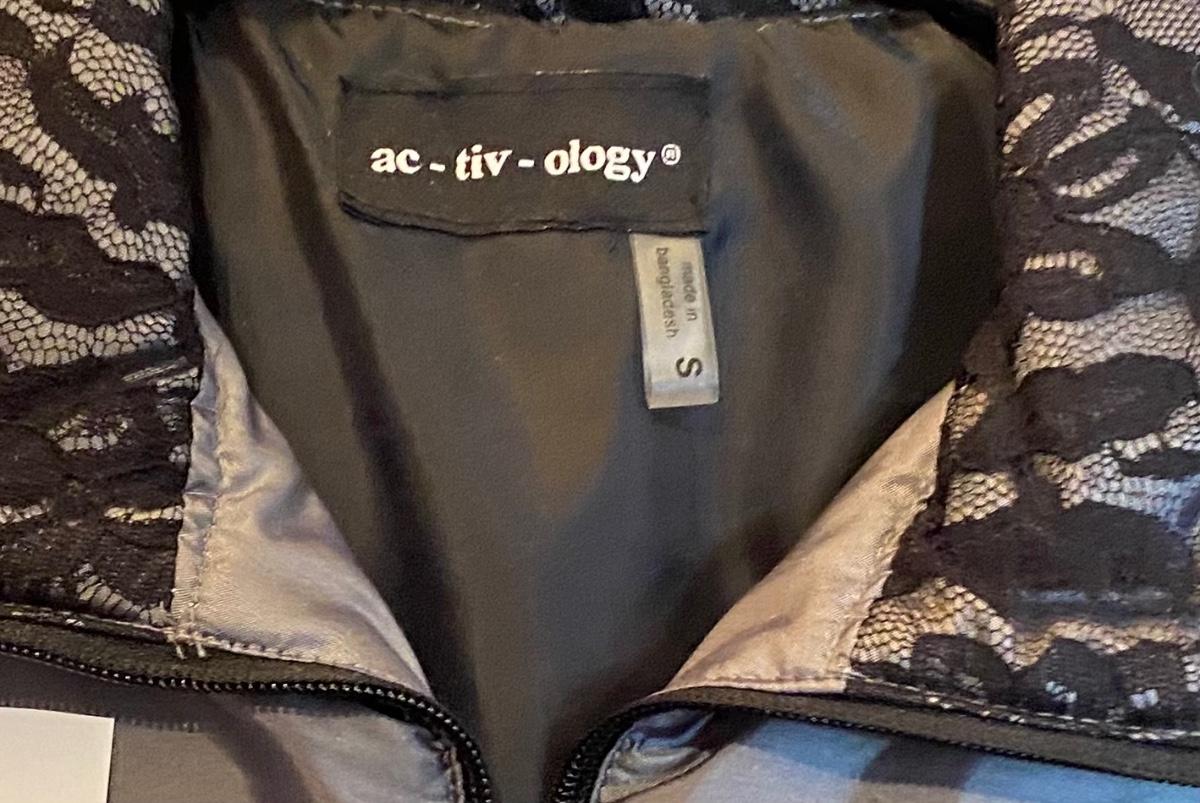 ac - tiv - ology®
made in
bangladesh
S